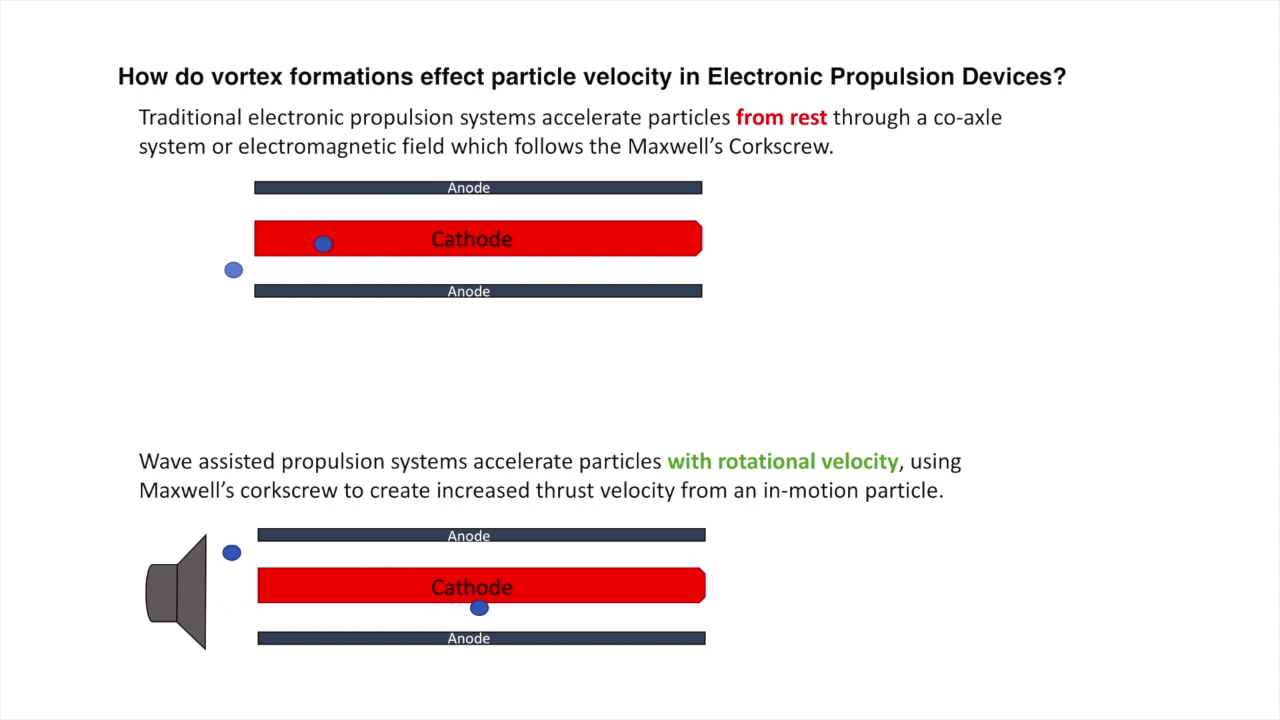 How do vortex formations effect particle velocity in Electronic Propulsion Devices?
Traditional electronic propulsion systems accelerate particles from rest through a co-axle
system or electromagnetic field which follows the Maxwell’s Corkscrew.
Anode
Cathode
Anode
Wave assisted propulsion systems accelerate particles with rotational velocity, using
Maxwell’s corkscrew to create increased thrust velocity from an in-motion particle.
Anode
Cathode
Anode